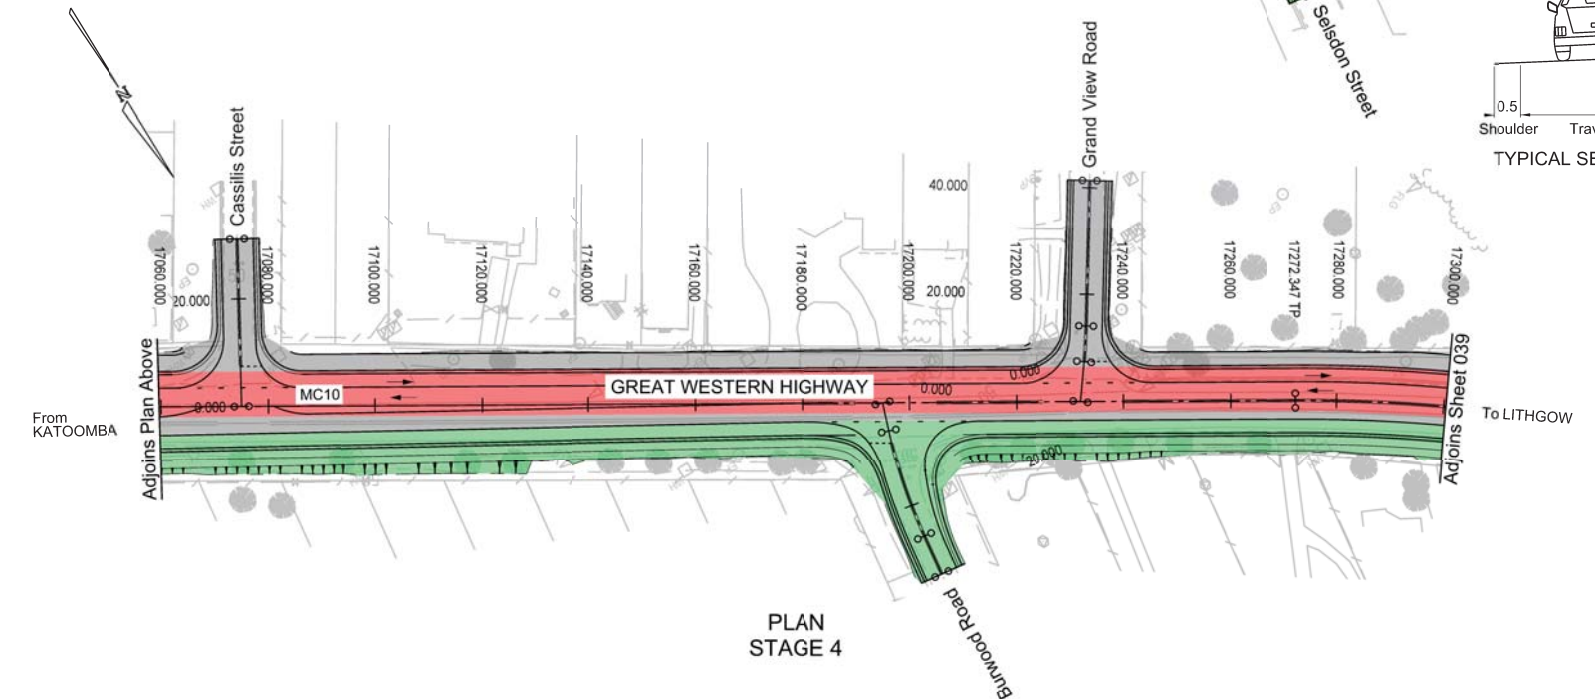 Selsdon Street
Grand View Road
Cassilis Street
N
0.5
Shoulder
Trav
TYPICAL SE
40.000
17060.000
17080.000
17100.000
17120.000
17140.000
17160.000
17180.000
17200.000
17220.000
17240.000
17260.000
17272.347 TP
17280.000
17300.000
20.000
20.000
Adjoins Plan Above
MC10
GREAT WESTERN HIGHWAY
0.000
0.000
0.000
Adjoins Sheet 039
From
KATOOMBA
To LITHGOW
20.000
Burwood Road
PLAN
STAGE 4